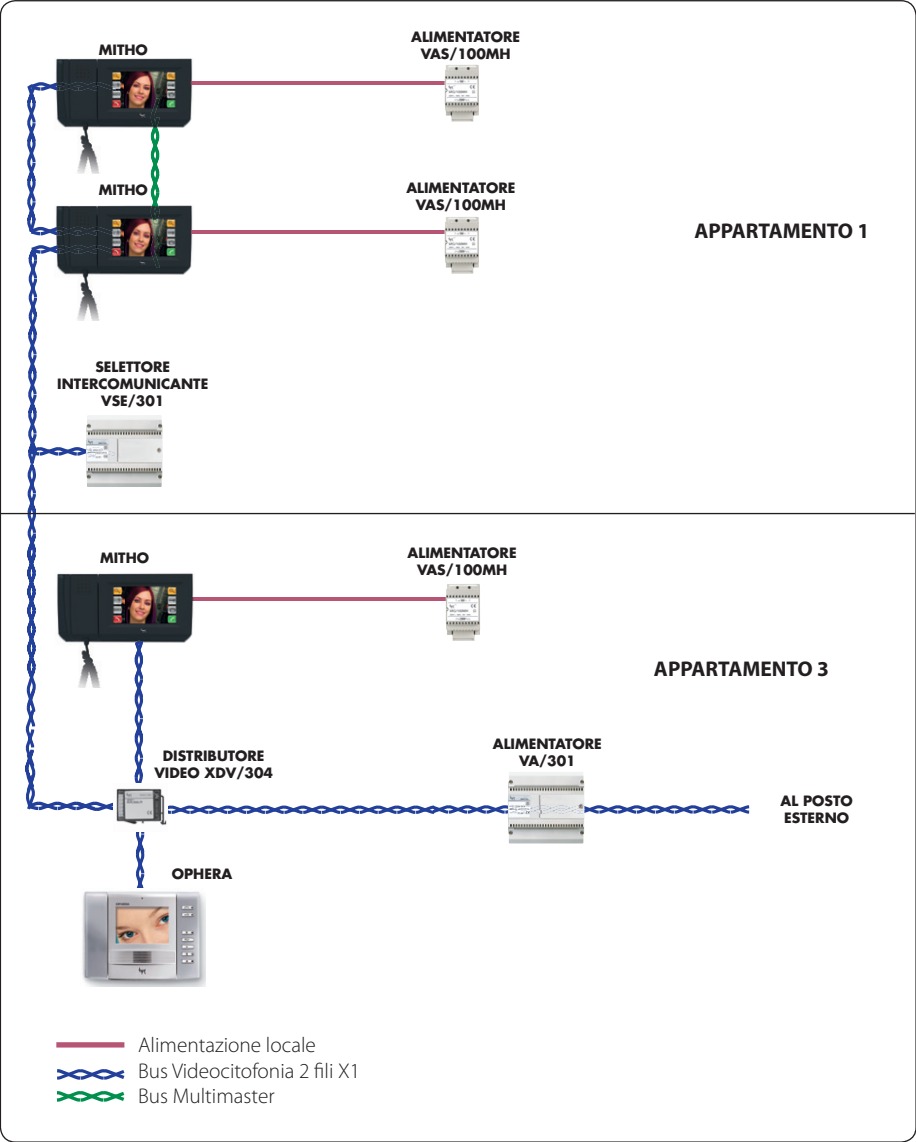 MITHO
ALIMENTATORE
VAS/100MH
MITHO
ALIMENTATORE
VAS/100MH
APPARTAMENTO 1
SELETTORE
INTERCOMUNICANTE
VSE/301
MITHO
ALIMENTATORE
VAS/100MH
APPARTAMENTO 3
DISTRIBUTORE
VIDEO XDV/304
ALIMENTATORE
VA/301
AL POSTO
ESTERNO
OPHERA
Alimentazione locale
Bus Videocitofonia 2 fili X1
Bus Multimaster